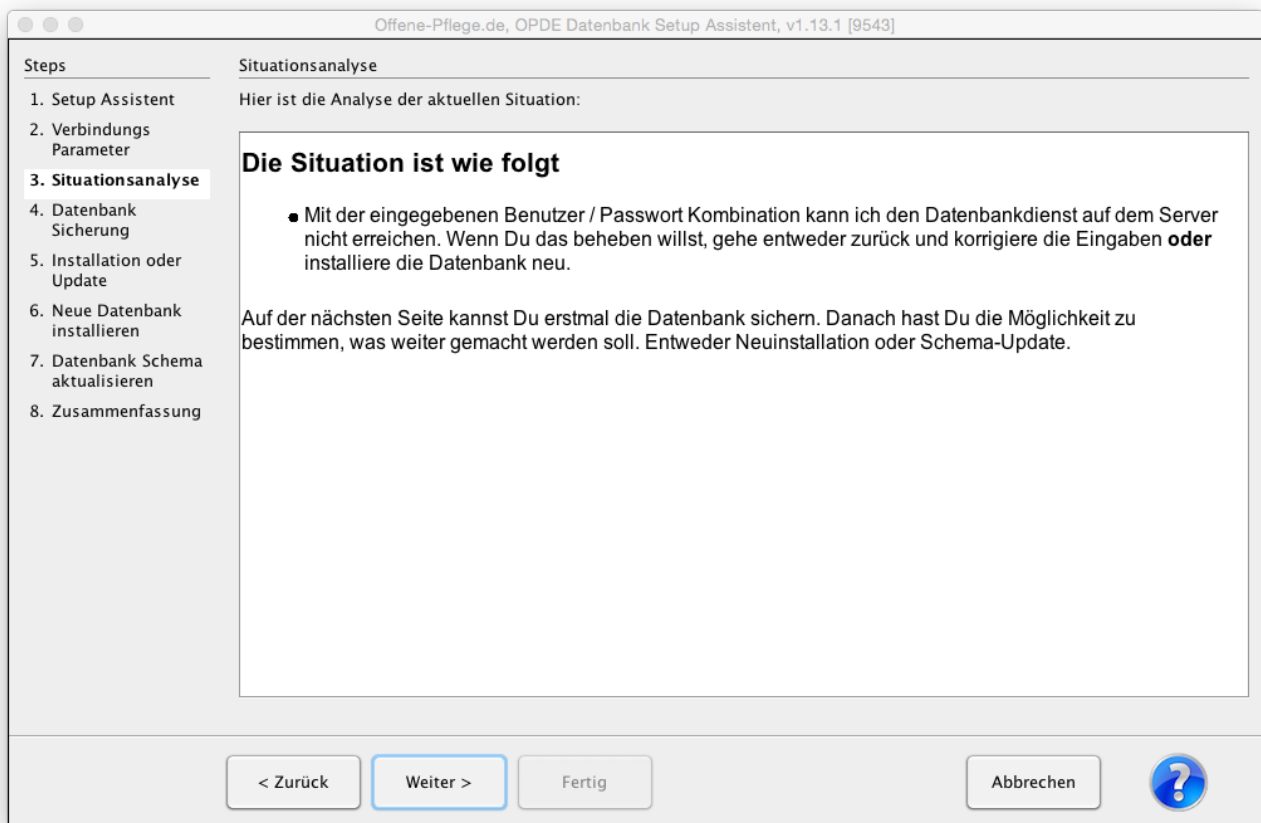 Offene-Pflege.de, OPDE Datenbank Setup Assistent, v1.13.1 [9543]
Steps
1. Setup Assistent
2. Verbindungs
Parameter
3. Situationsanalyse
4. Datenbank
Sicherung
5. Installation oder
Update
6. Neue Datenbank
installieren
7. Datenbank Schema
aktualisieren
8. Zusammenfassung
Situationsanalyse
Hier ist die Analyse der aktuellen Situation:
Die Situation ist wie folgt
● Mit der eingegebenen Benutzer / Passwort Kombination kann ich den Datenbankdienst auf dem Server
nicht erreichen. Wenn Du das beheben willst, gehe entweder zurück und korrigiere die Eingaben oder
installiere die Datenbank neu.
Auf der nächsten Seite kannst Du erstmal die Datenbank sichern. Danach hast Du die Möglichkeit zu
bestimmen, was weiter gemacht werden soll. Entweder Neuinstallation oder Schema-Update.
< Zurück
Weiter >
Fertig
Abbrechen
?